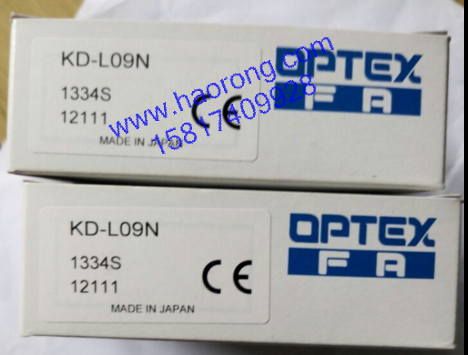 KD-L09N
1334S
12111
MADE IN JAPAN
CE
OPTEX
FA
www.haorong.com
15817409928
KD-L09N
1334S
12111
MADE IN JAPAN
CE
OPTEX
FA